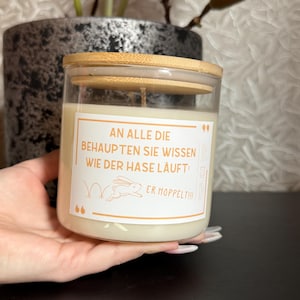 AN ALLE DIE
BEHAUPTEN SIE WISSEN
WIE DER HASE LÄUFT:
ER HOPPELT!!!